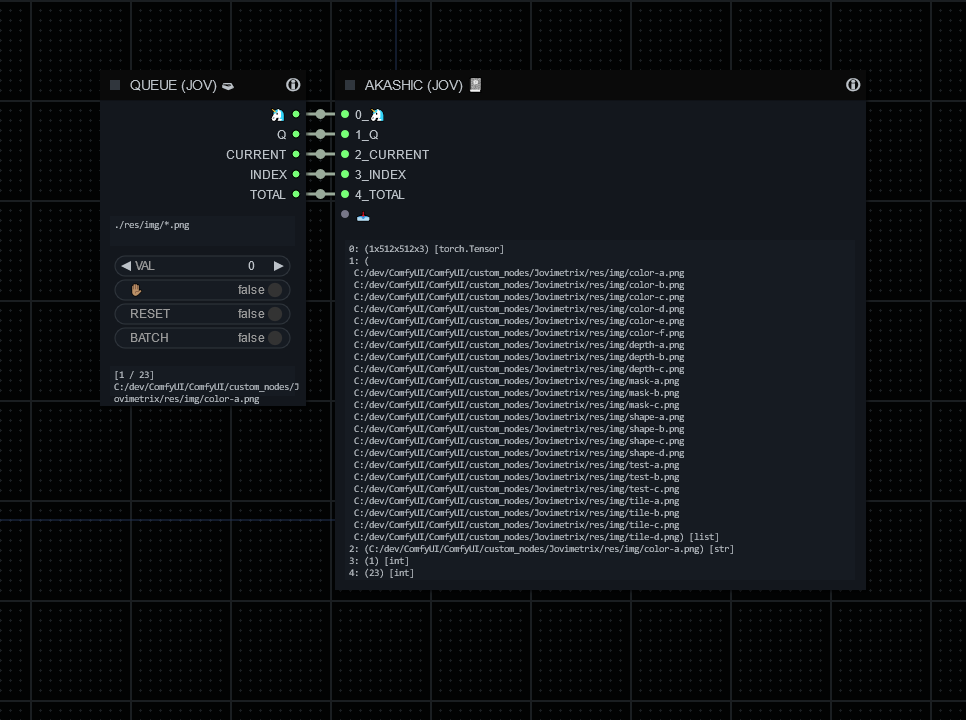 QUEUE (JOV)
Q
CURRENT
INDEX
TOTAL
./res/img/*.png
VAL 0
false
RESET false
BATCH false
[1 / 23]
C:/dev/ComfyUI/ComfyUI/custom_nodes/J
ovimetrix/res/img/color-a.png
AKASHIC (JOV)
0_
1_Q
2_CURRENT
3_INDEX
4_TOTAL
0: (1x512x512x3) [torch.Tensor]
1: (
C:/dev/ComfyUI/ComfyUI/custom_nodes/Jovimetrix/res/img/color-a.png
C:/dev/ComfyUI/ComfyUI/custom_nodes/Jovimetrix/res/img/color-b.png
C:/dev/ComfyUI/ComfyUI/custom_nodes/Jovimetrix/res/img/color-c.png
C:/dev/ComfyUI/ComfyUI/custom_nodes/Jovimetrix/res/img/color-d.png
C:/dev/ComfyUI/ComfyUI/custom_nodes/Jovimetrix/res/img/color-e.png
C:/dev/ComfyUI/ComfyUI/custom_nodes/Jovimetrix/res/img/color-f.png
C:/dev/ComfyUI/ComfyUI/custom_nodes/Jovimetrix/res/img/depth-a.png
C:/dev/ComfyUI/ComfyUI/custom_nodes/Jovimetrix/res/img/depth-b.png
C:/dev/ComfyUI/ComfyUI/custom_nodes/Jovimetrix/res/img/depth-c.png
C:/dev/ComfyUI/ComfyUI/custom_nodes/Jovimetrix/res/img/mask-a.png
C:/dev/ComfyUI/ComfyUI/custom_nodes/Jovimetrix/res/img/mask-b.png
C:/dev/ComfyUI/ComfyUI/custom_nodes/Jovimetrix/res/img/mask-c.png
C:/dev/ComfyUI/ComfyUI/custom_nodes/Jovimetrix/res/img/shape-a.png
C:/dev/ComfyUI/ComfyUI/custom_nodes/Jovimetrix/res/img/shape-b.png
C:/dev/ComfyUI/ComfyUI/custom_nodes/Jovimetrix/res/img/shape-c.png
C:/dev/ComfyUI/ComfyUI/custom_nodes/Jovimetrix/res/img/shape-d.png
C:/dev/ComfyUI/ComfyUI/custom_nodes/Jovimetrix/res/img/test-a.png
C:/dev/ComfyUI/ComfyUI/custom_nodes/Jovimetrix/res/img/test-b.png
C:/dev/ComfyUI/ComfyUI/custom_nodes/Jovimetrix/res/img/test-c.png
C:/dev/ComfyUI/ComfyUI/custom_nodes/Jovimetrix/res/img/tile-a.png
C:/dev/ComfyUI/ComfyUI/custom_nodes/Jovimetrix/res/img/tile-b.png
C:/dev/ComfyUI/ComfyUI/custom_nodes/Jovimetrix/res/img/tile-c.png
C:/dev/ComfyUI/ComfyUI/custom_nodes/Jovimetrix/res/img/tile-d.png) [list]
2: (C:/dev/ComfyUI/ComfyUI/custom_nodes/Jovimetrix/res/img/color-a.png) [str]
3: (1) [int]
4: (23) [int]